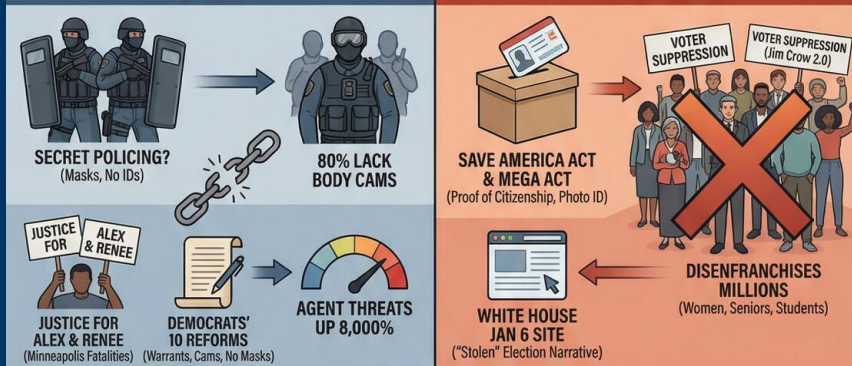 SECRET POLICING?
(Masks, No IDs)
80% LACK
BODY CAMS
JUSTICE
FOR
ALEX
& RENEE
JUSTICE FOR
ALEX & RENEE
(Minneapolis Fatalities)
DEMOCRATS'
10 REFORMS
(Warrants, Cams, No Masks)
AGENT THREATS
UP 8,000%
SAVE AMERICA ACT
& MEGA ACT
(Proof of Citizenship, Photo ID)
VOTER
SUPPRESSION
VOTER SUPPRESSION
(Jim Crow 2.0)
DISENFRANCHISES
MILLIONS
(Women, Seniors, Students)
WHITE HOUSE
JAN 6 SITE
("Stolen" Election Narrative)